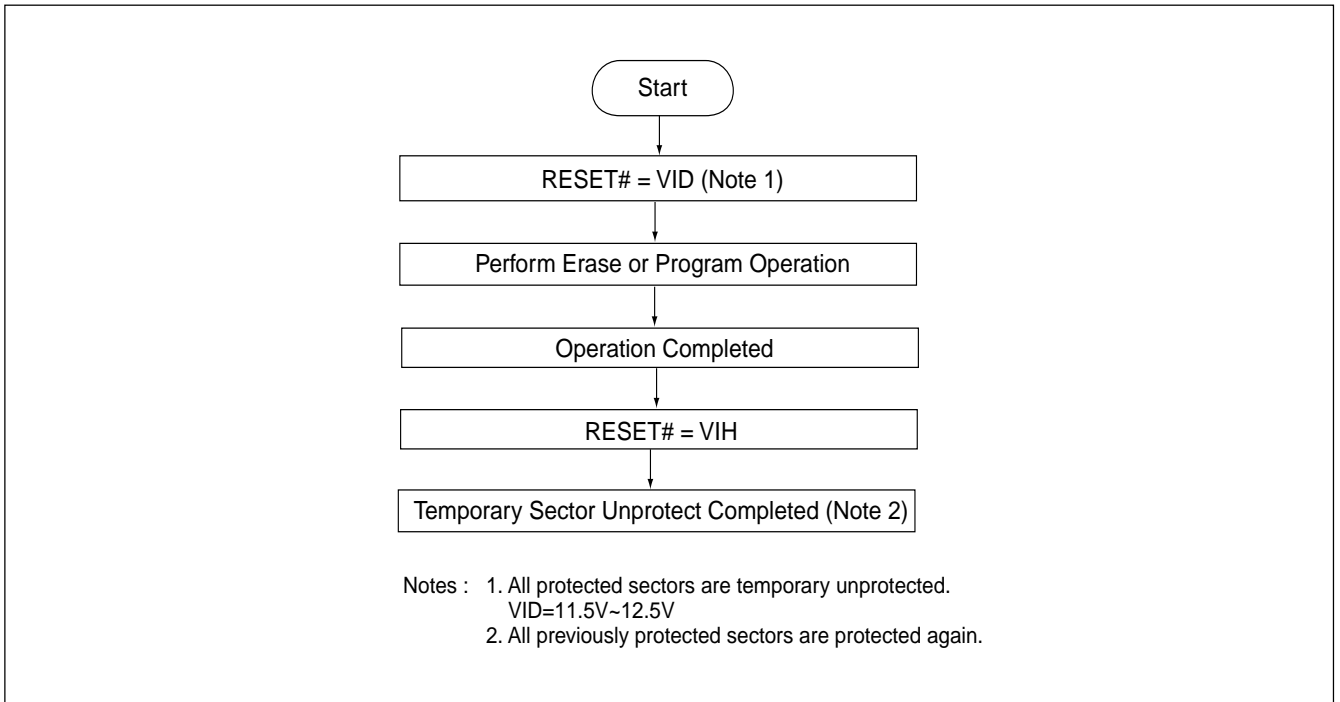 Start
RESET# = VID (Note 1)
Perform Erase or Program Operation
Operation Completed
RESET# = VIH
Temporary Sector Unprotect Completed (Note 2)
Notes : 1. All protected sectors are temporary unprotected.
VID=11.5V~12.5V
2. All previously protected sectors are protected again.